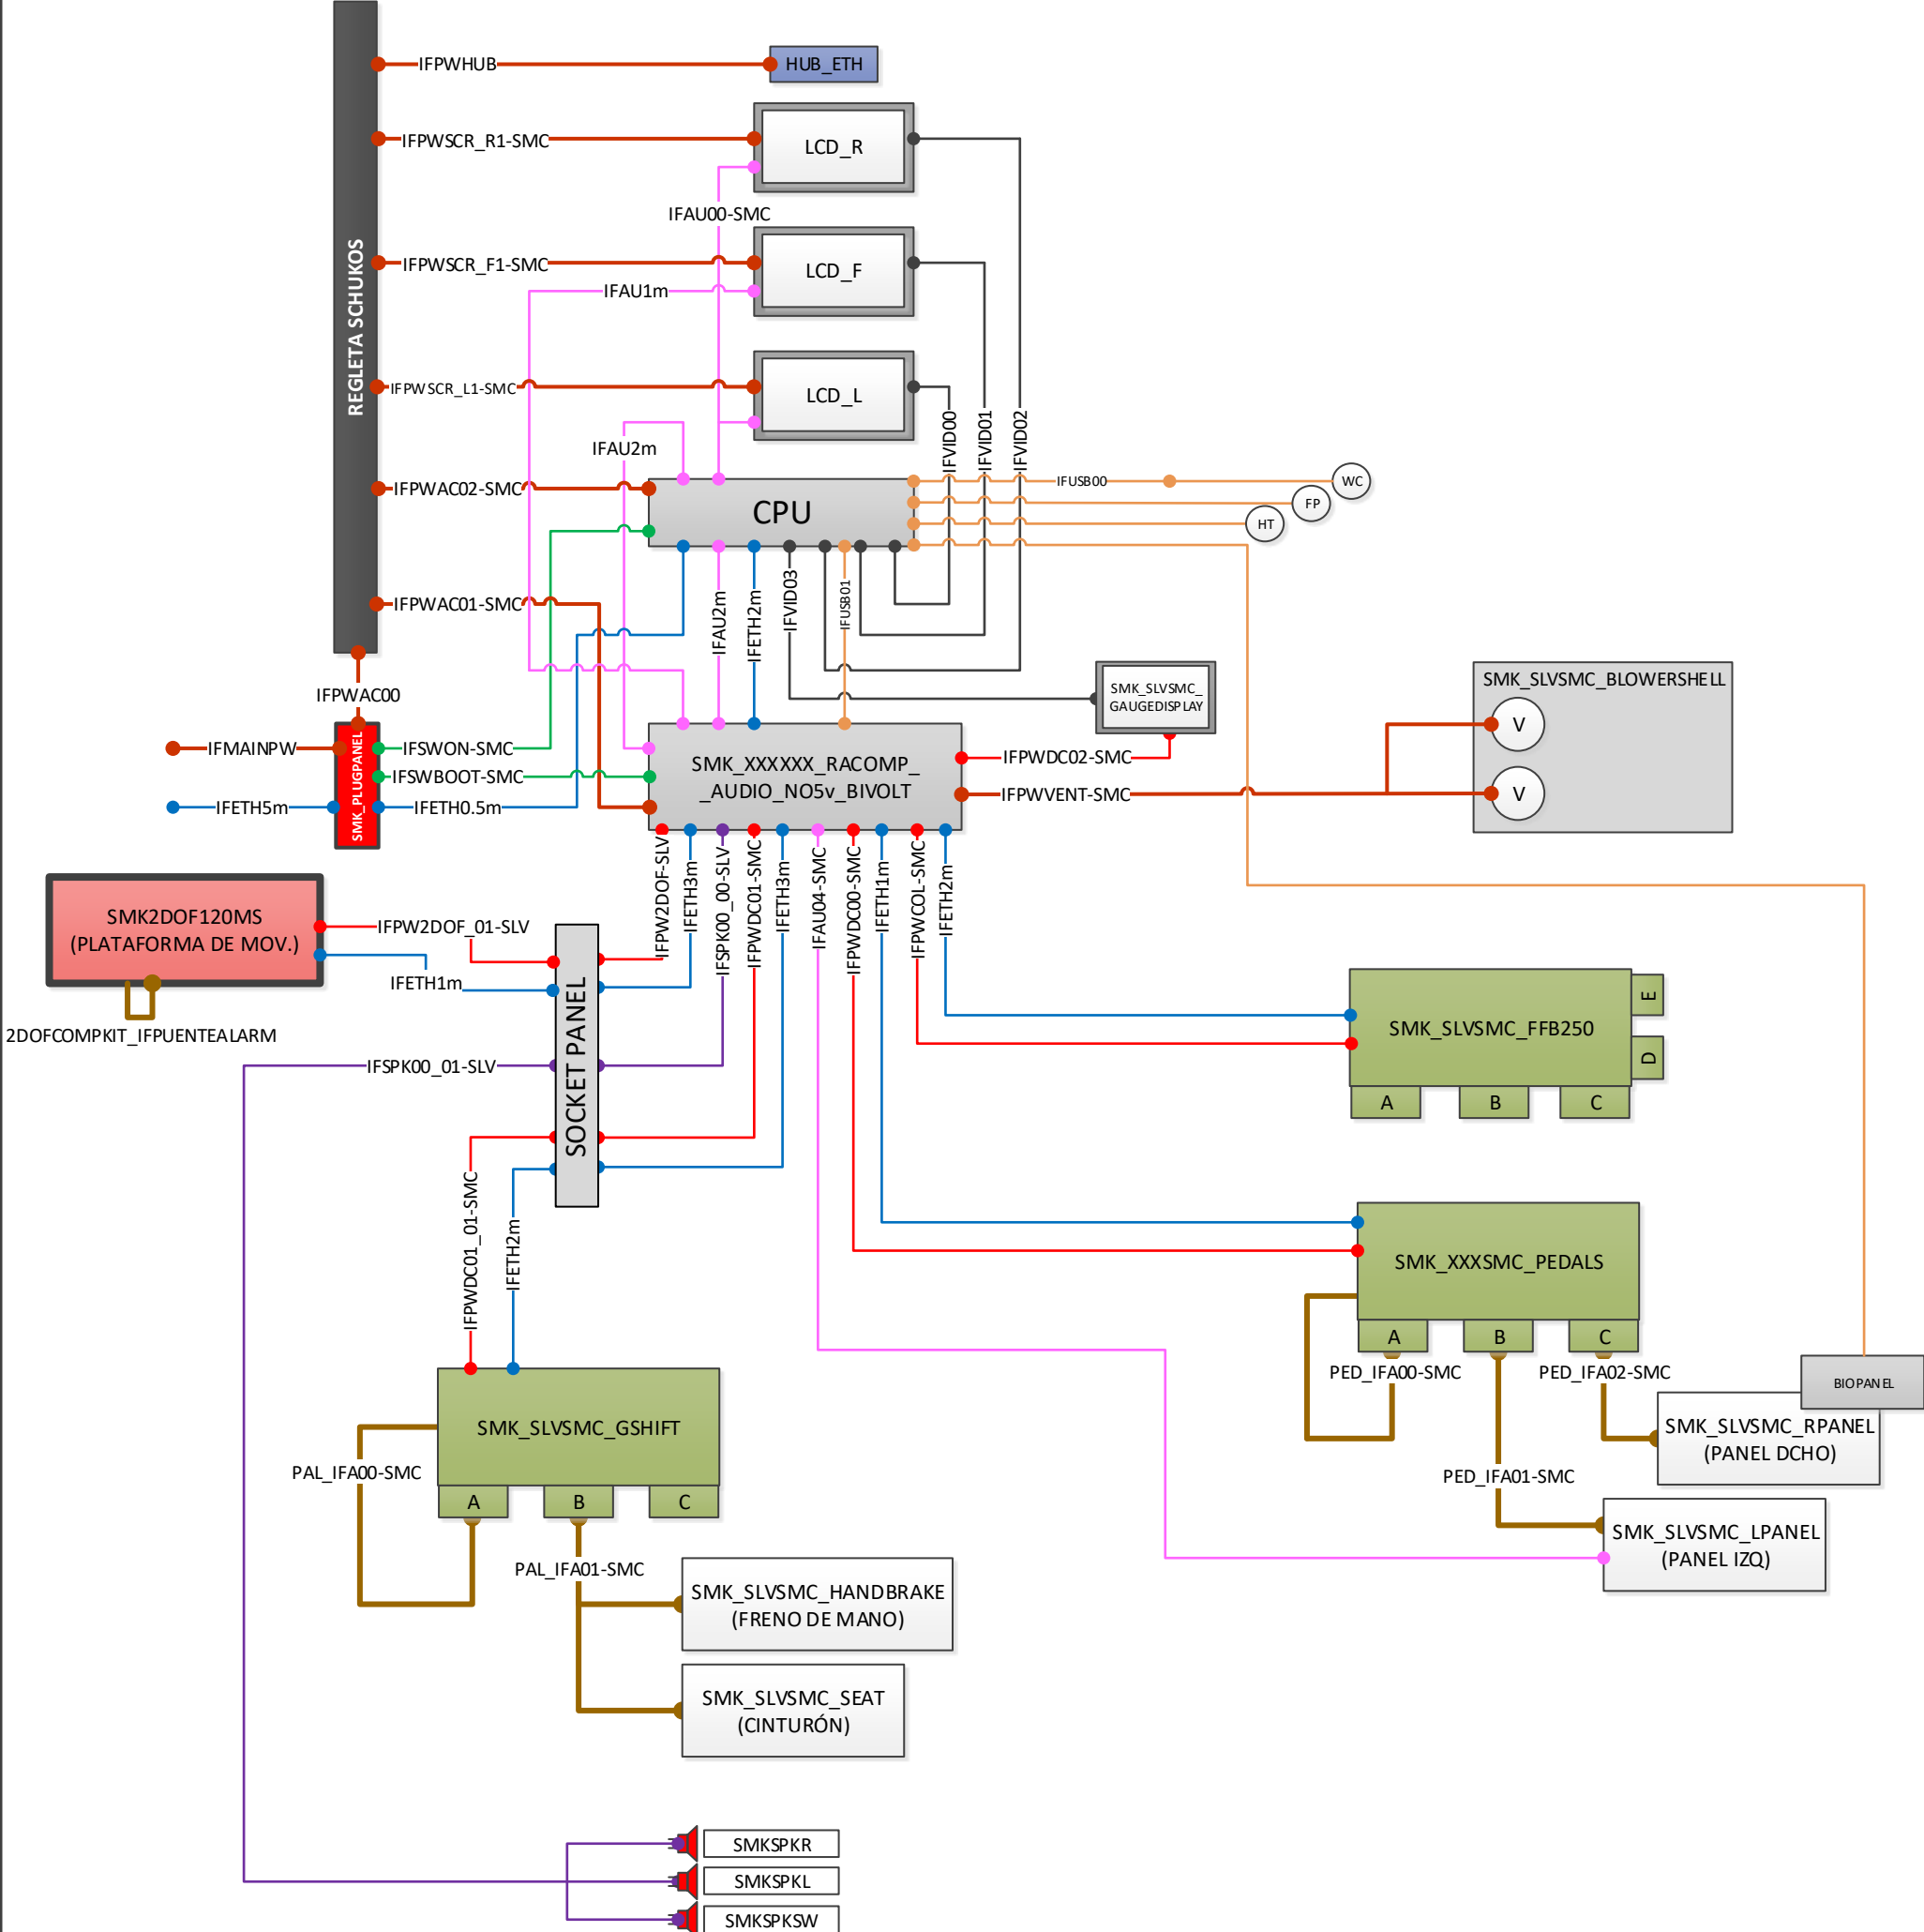 IFPWHUB
HUB_ETH
IFPWSCR_R1-SMC
LCD_R
IFAU00-SMC
REGLETA SCHUKOS
IFPWSCR_F1-SMC
LCD_F
IFAU1m
IFPWSCR_L1-SMC
LCD_L
IFVID00
IFVID01
IFVID02
IFAU2m
IFPWAC02-SMC
CPU
IFUSB00
WC
FP
HT
IFPWAC01-SMC
IFAU2m
IFETH2m
IFVID03
IFUSB01
IFPWAC00
SMK_SLVSMC_
GAUGEDISPLAY
SMK_SLVSMC_BLOWERSHELL
V
V
IFMAINPW
SMK_PLUGPANEL
IFSWON-SMC
IFSWBOOT-SMC
IFETH5m
IFETH0.5m
SMK_XXXXXX_RACOMP_
_AUDIO_NO5v_BIVOLT
IFPWDC02-SMC
IFPWVENT-SMC
IFPW2DOF-SLV
IFETH3m
IFSPK00_00-SLV
IFPWDC01-SMC
IFETH3m
IFAU04-SMC
IFPWDC00-SMC
IFETH1m
IFPWCOL-SMC
IFETH2m
SMK2DOF120MS
(PLATAFORMA DE MOV.)
IFPW2DOF_01-SLV
IFETH1m
2DOFCOMPKIT_IFPUENTEALARM
SOCKET PANEL
IFSPK00_01-SLV
SMK_SLVSMC_FFB250
E
D
A
B
C
IFPWDC01_01-SMC
IFETH2m
SMK_XXXSMC_PEDALS
A
B
C
PED_IFA00-SMC
PED_IFA02-SMC
BIOPANEL
SMK_SLVSMC_RPANEL
(PANEL DCHO)
PED_IFA01-SMC
SMK_SLVSMC_LPANEL
(PANEL IZQ)
SMK_SLVSMC_GSHIFT
PAL_IFA00-SMC
A
B
C
PAL_IFA01-SMC
SMK_SLVSMC_HANDBRAKE
(FRENO DE MANO)
SMK_SLVSMC_SEAT
(CINTURÓN)
SMKSPKR
SMKSPKL
SMKSPKSW